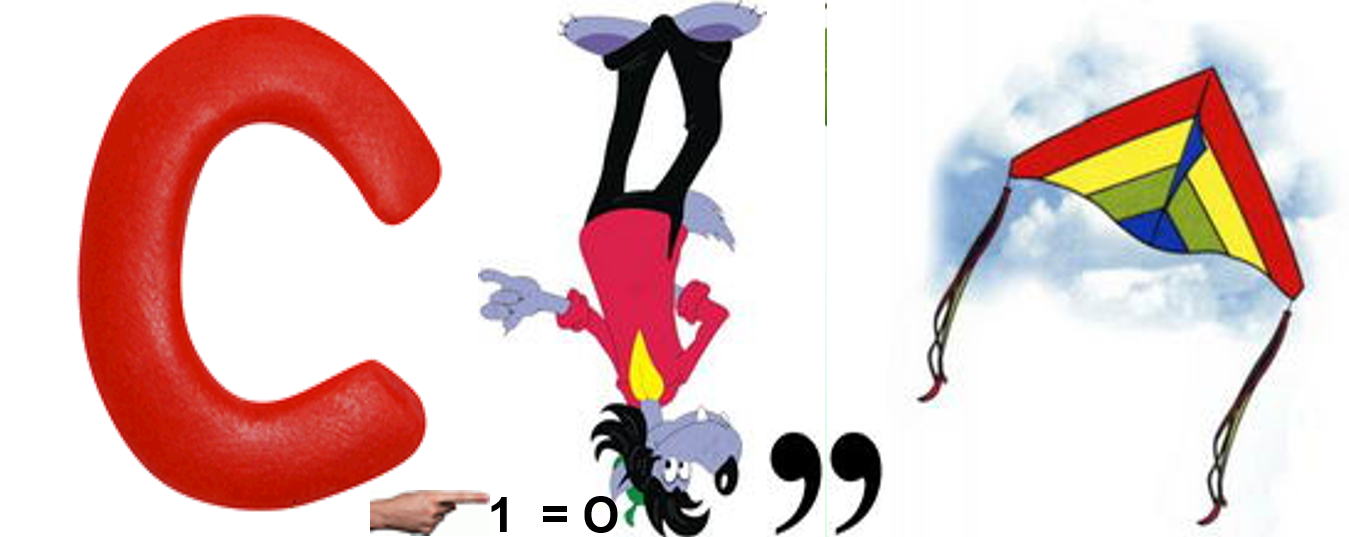 С
1 = О ,,